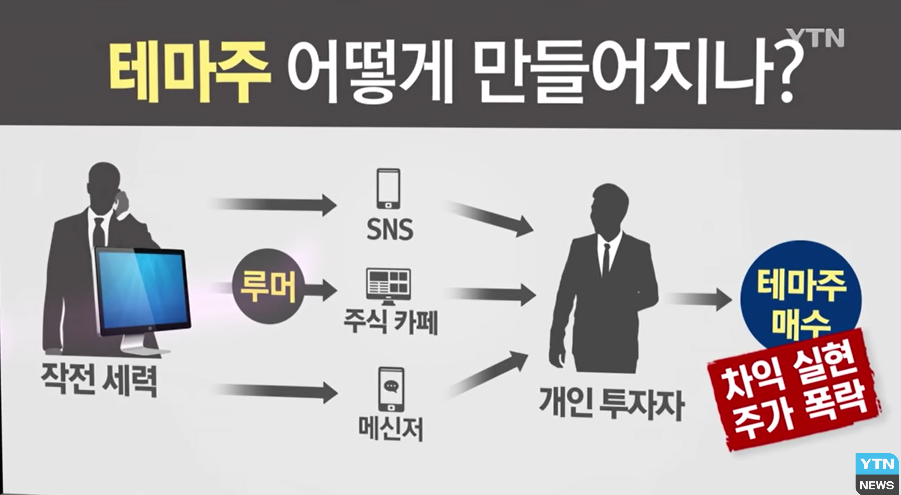 YTN
테마주 어떻게 만들어지나?
SNS
루머
주식 카페
메신저
작전 세력
개인 투자자
테마주
매수
차익 실현
주가 폭락
YTN
NEWS